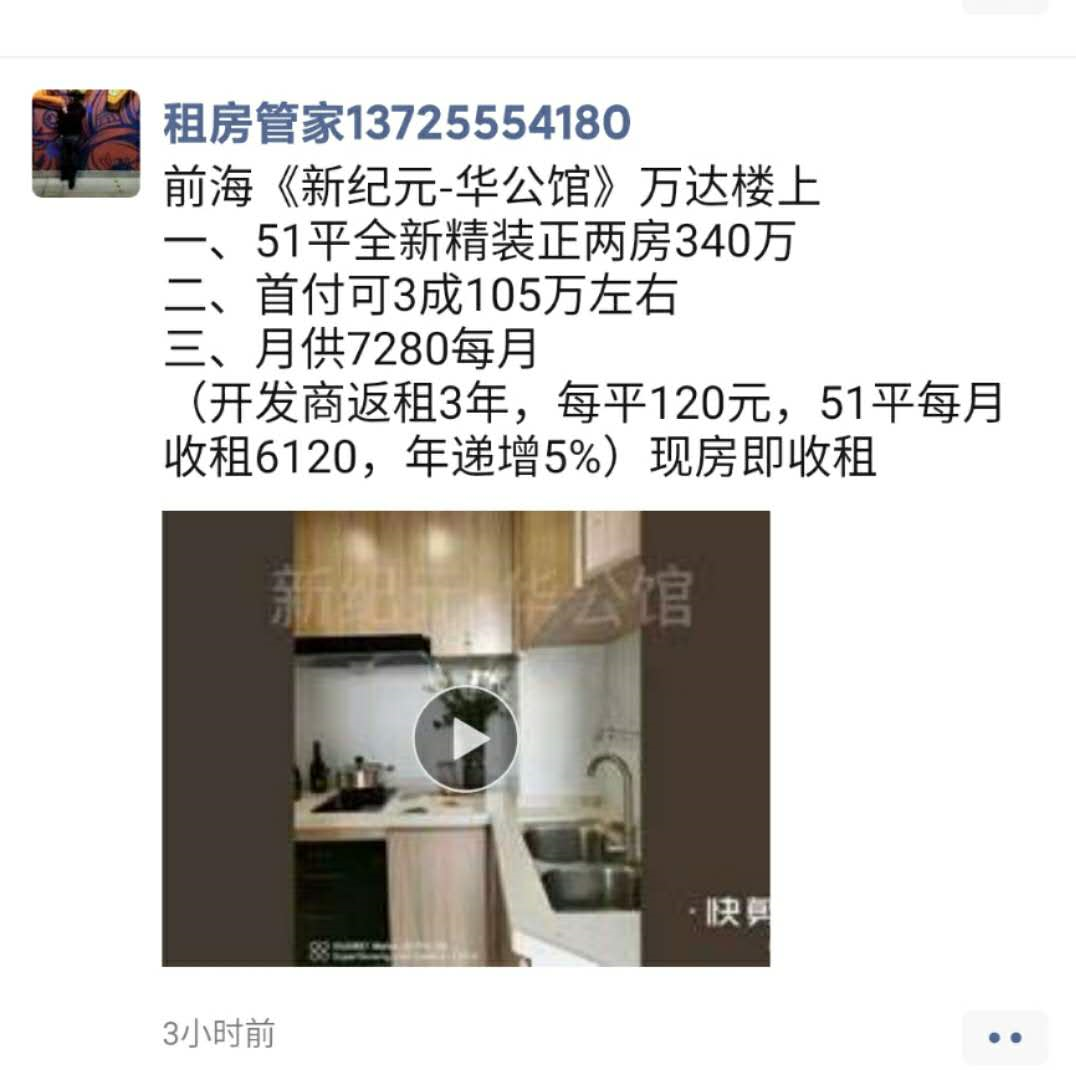 租房管家13725554180
前海《新纪元-华公馆》万达楼上
一、51平全新精装正两房340万
二、首付可3成105万左右
三、月供7280每月
（开发商返租3年，每平120元，51平每月
收租6120，年递增5%）现房即收租
新纪元 华公馆
·快剪
3小时前